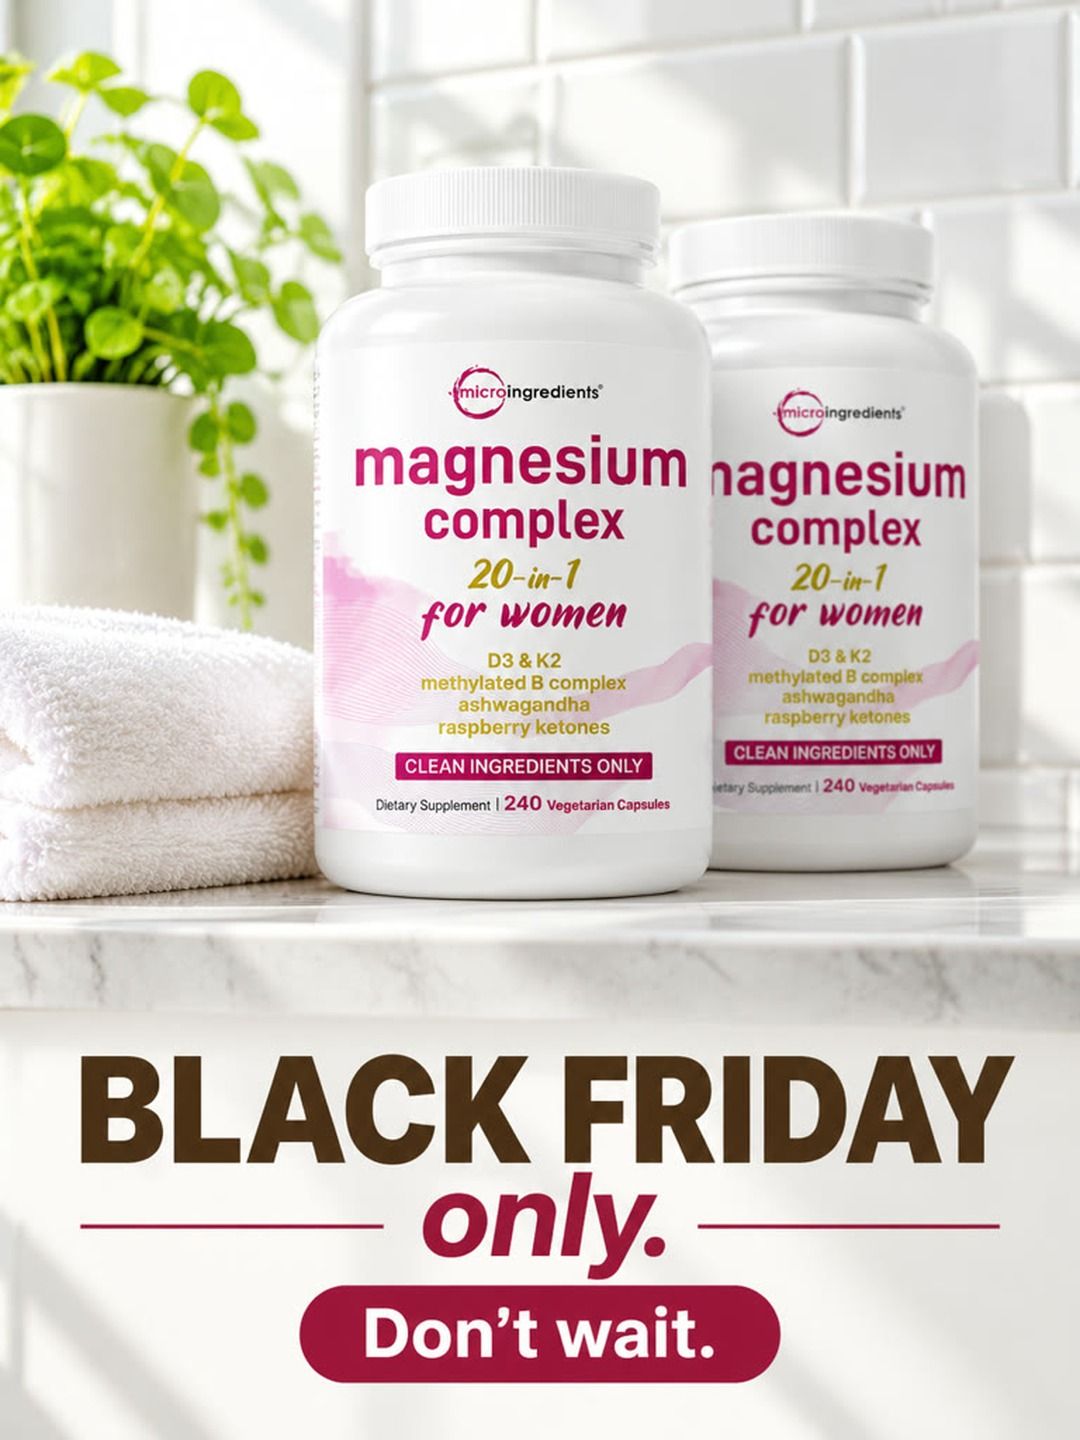 microingredients®
magnesium
complex
20-in-1
for women
D3 & K2
methylated B complex
ashwagandha
raspberry ketones
CLEAN INGREDIENTS ONLY
Dietary Supplement | 240 Vegetarian Capsules
microingredients®
magnesium
complex
20-in-1
for women
D3 & K2
methylated B complex
ashwagandha
raspberry ketones
CLEAN INGREDIENTS ONLY
Dietary Supplement | 240 Vegetarian Capsules
BLACK FRIDAY
only.
Don't wait.